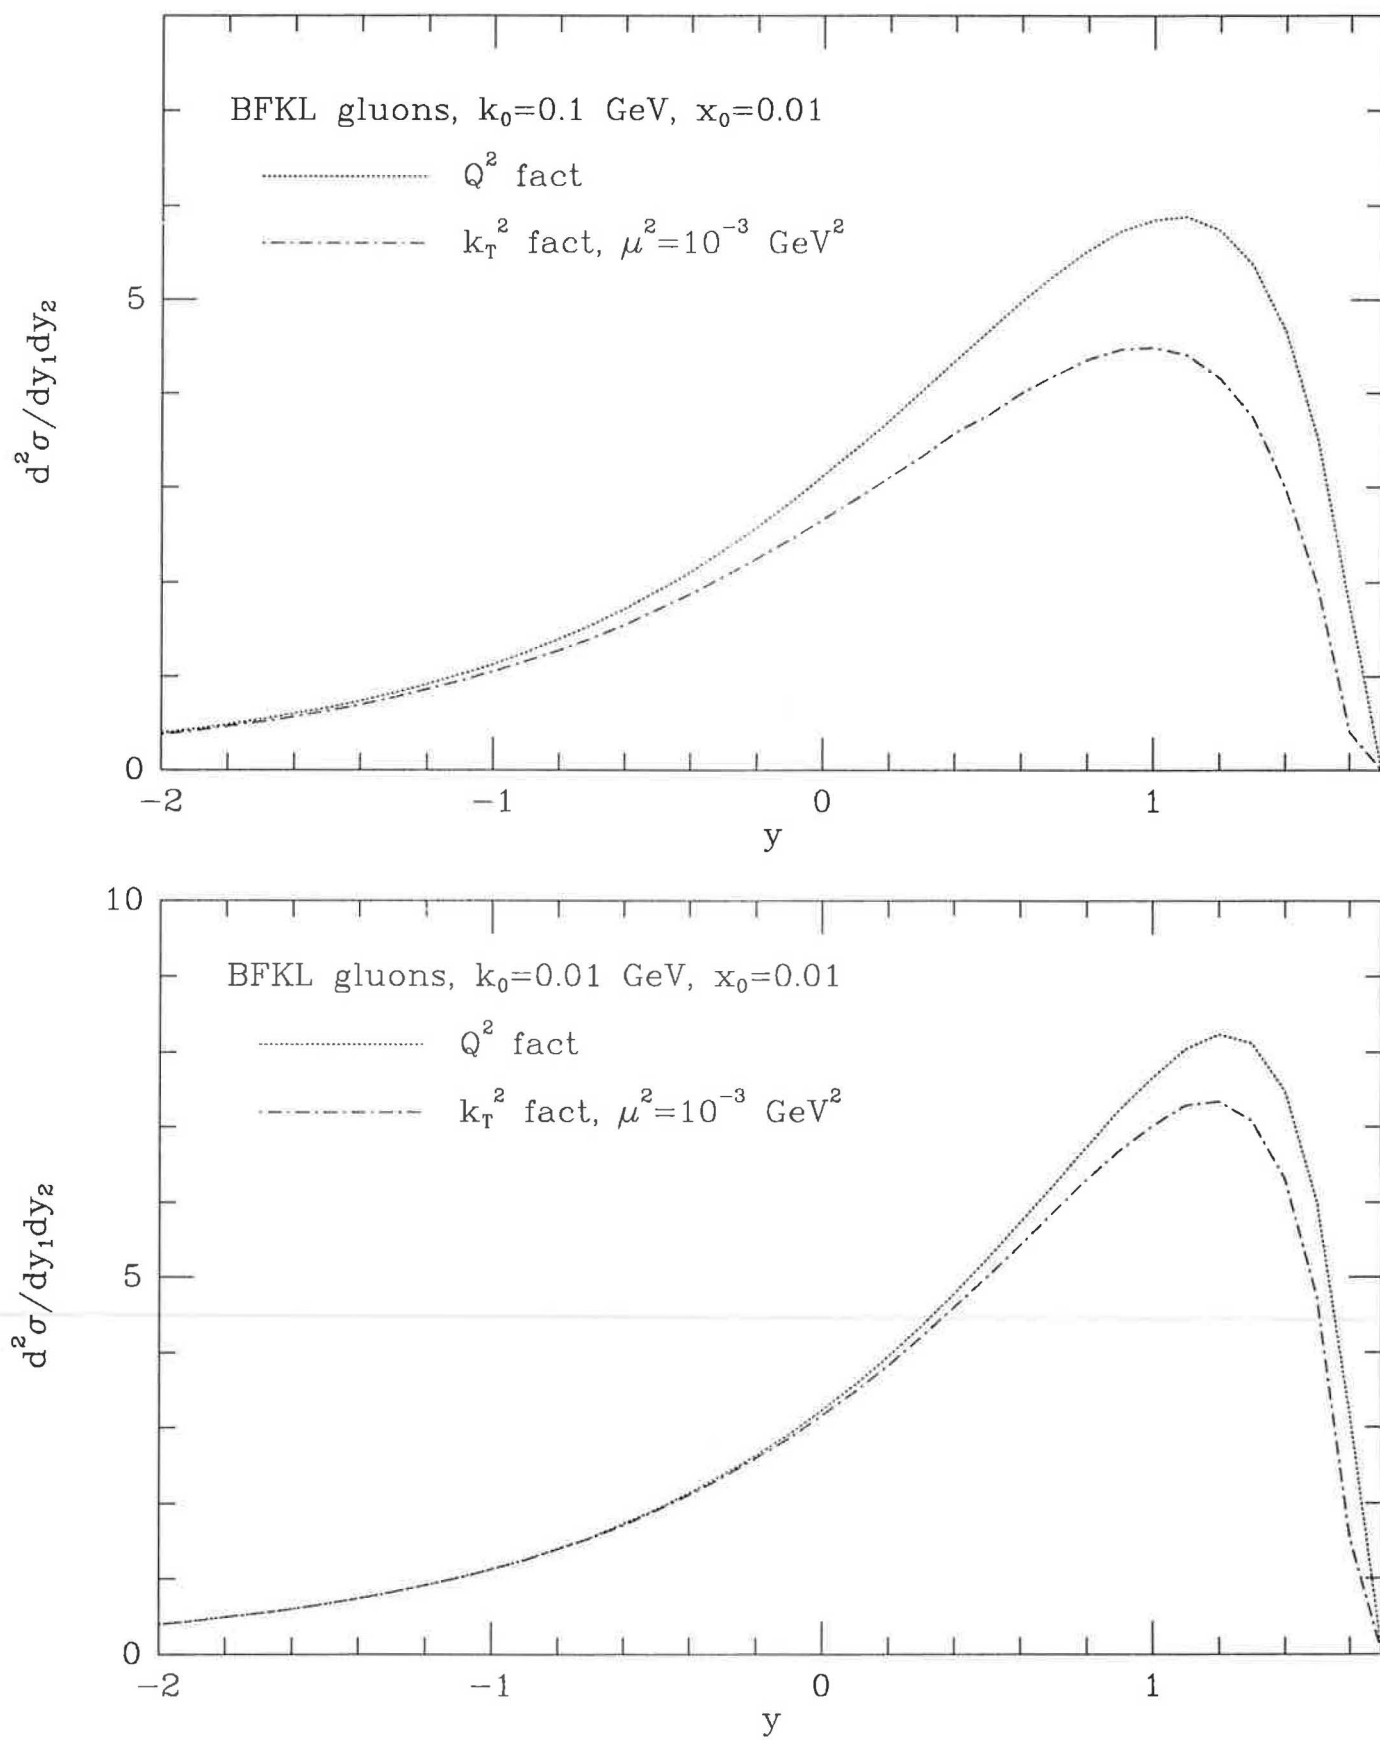 BFKL gluons, k₀=0.1 GeV, x₀=0.01
Q² fact
k_T² fact, μ²=10⁻³ GeV²
5
0
d²σ/dy₁dy₂
−2 −1 0 1
y
10
BFKL gluons, k₀=0.01 GeV, x₀=0.01
Q² fact
k_T² fact, μ²=10⁻³ GeV²
5
0
d²σ/dy₁dy₂
−2 −1 0 1
y